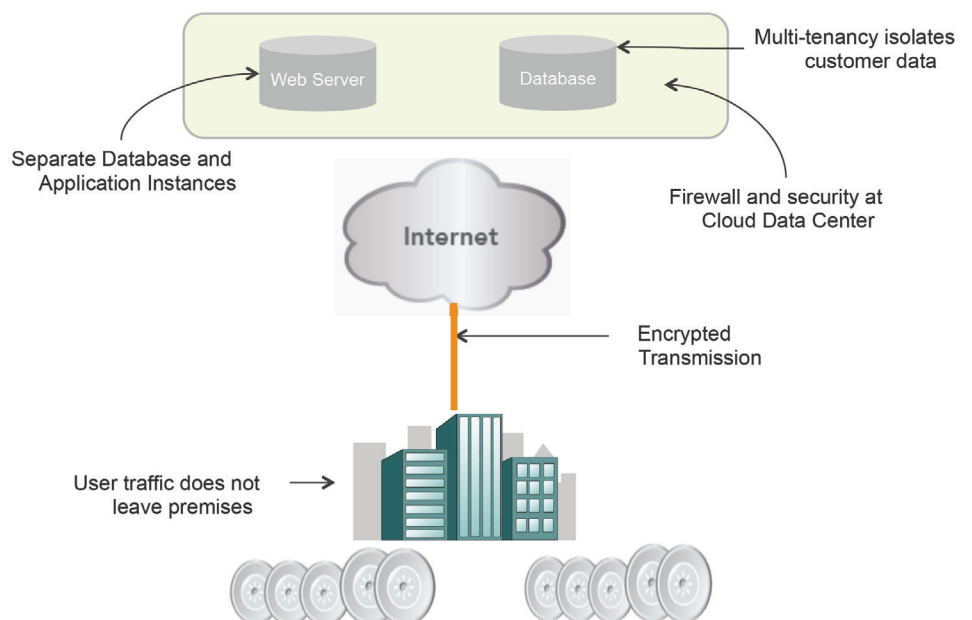 Web Server
Database
Multi-tenancy isolates
customer data
Separate Database and
Application Instances
Firewall and security at
Cloud Data Center
Internet
Encrypted
Transmission
User traffic does not
leave premises